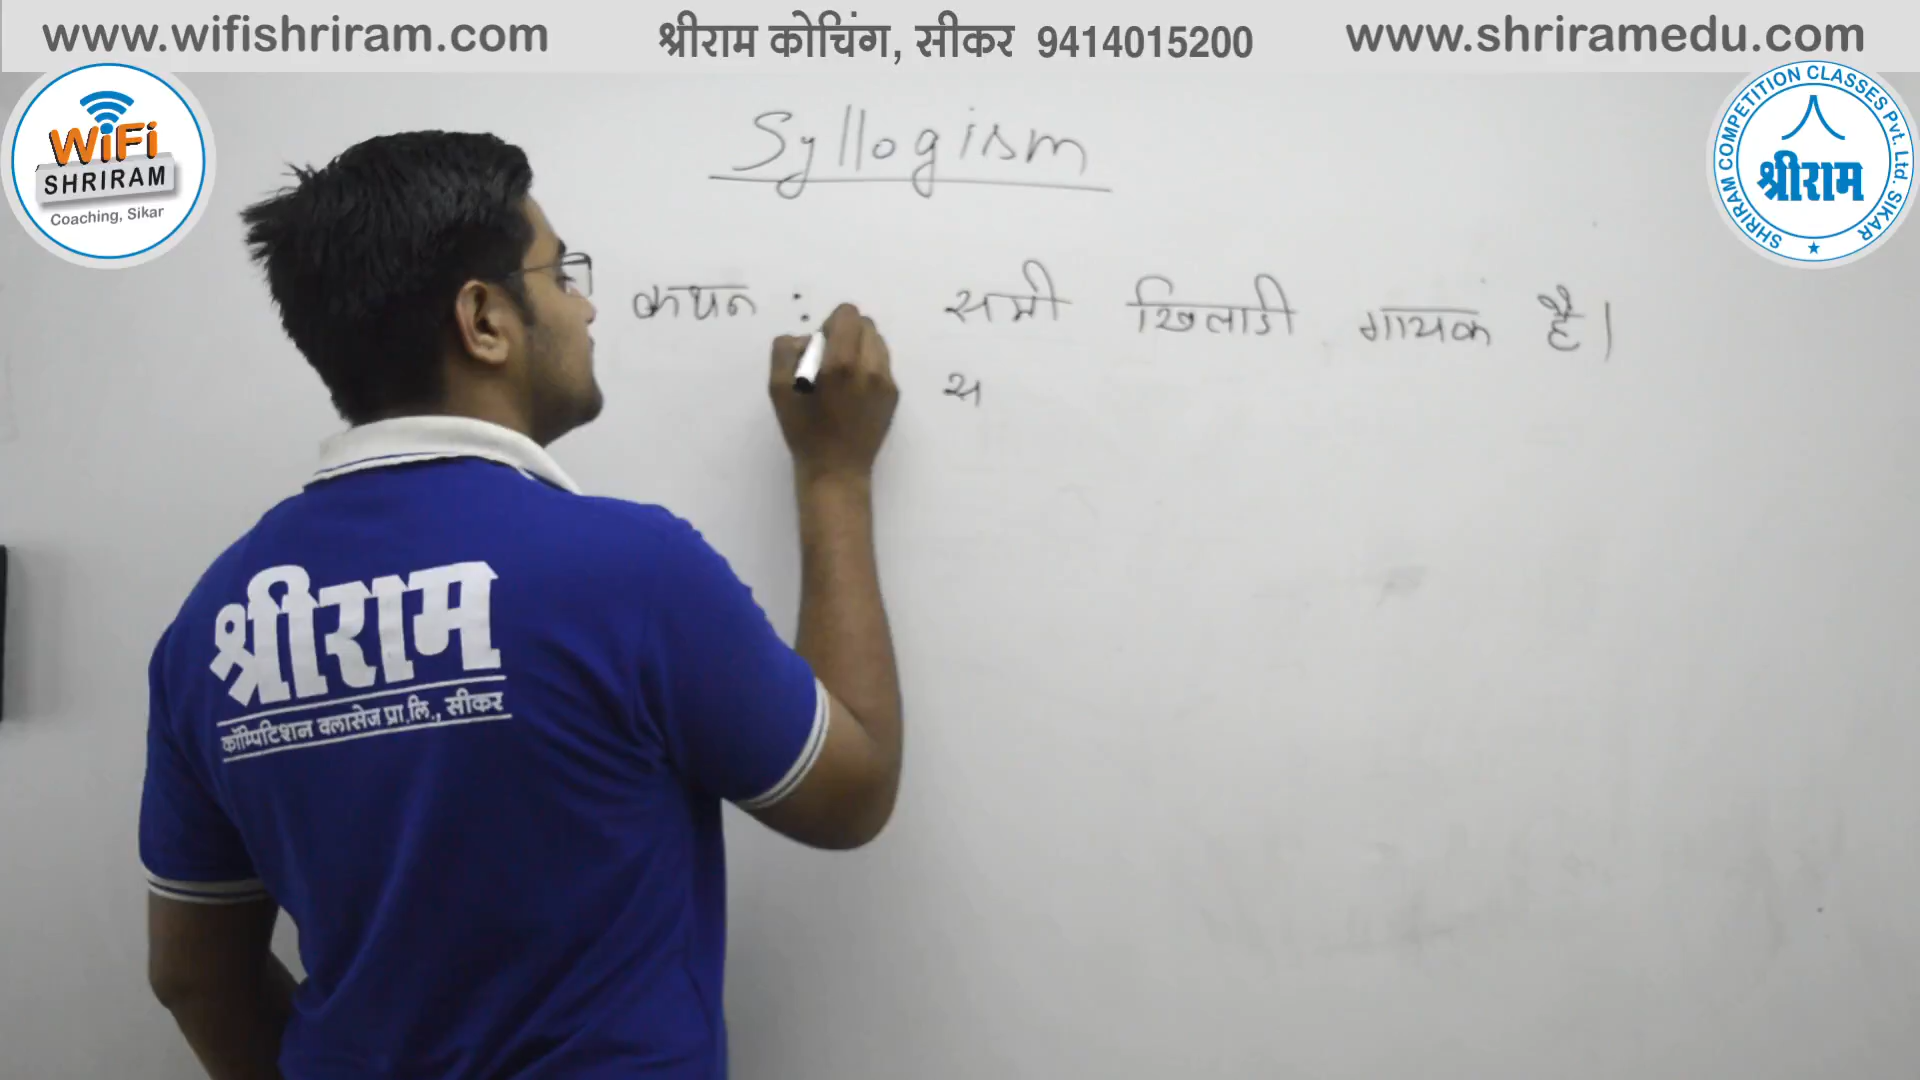 www.wifishriram.com
श्रीराम कोचिंग, सीकर 9414015200
www.shriramedu.com
WiFi
SHRIRAM
Coaching, Sikar
SHRIRAM COMPETITION CLASSES Pvt. Ltd. SIKAR
श्रीराम
Syllogism
कथन : सभी खिलाडी गायक है।
स
श्रीराम
कॉम्पिटिशन क्लासेज प्रा.लि., सीकर